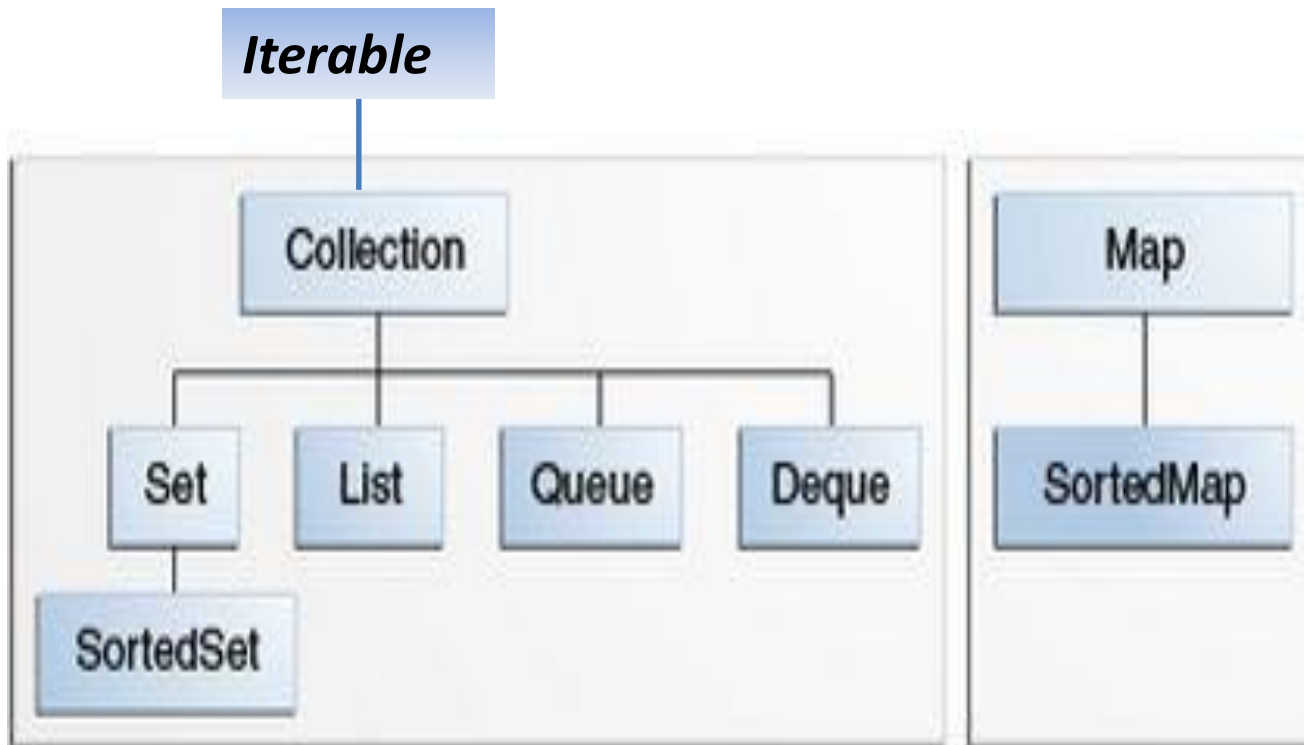 Iterable
Collection
Map
Set
List
Queue
Deque
SortedMap
SortedSet